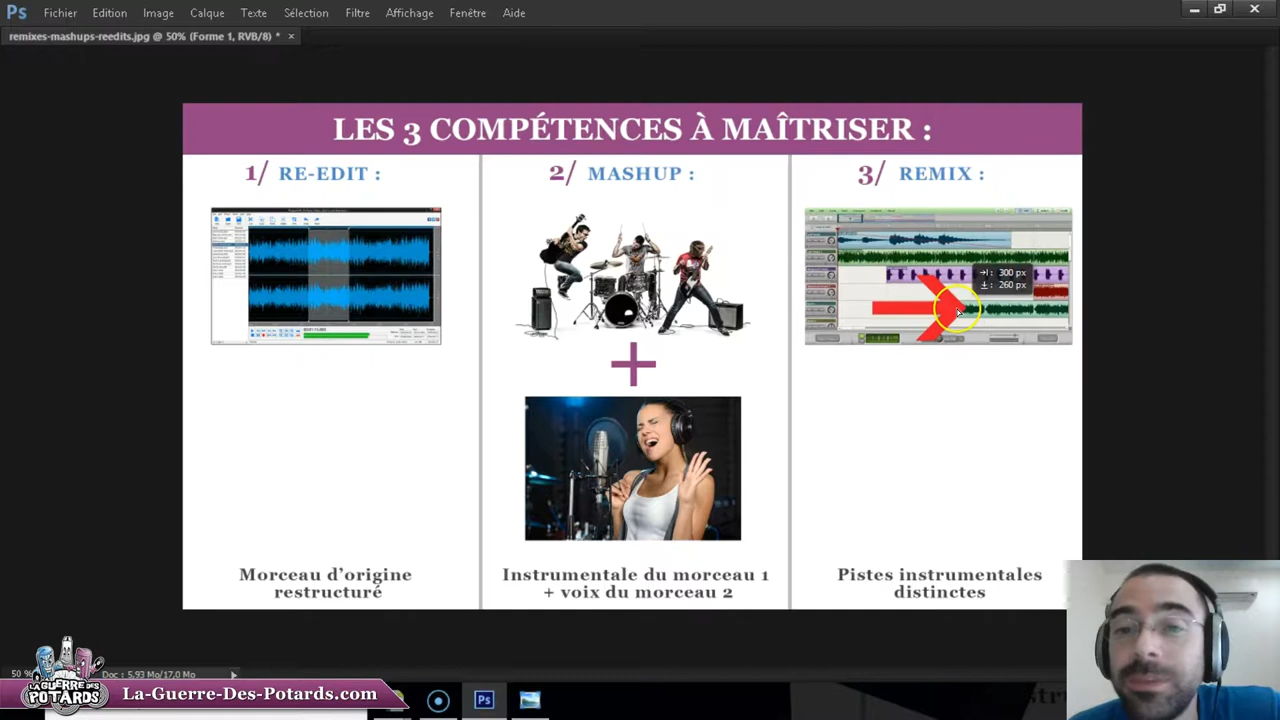 Ps Fichier Edition Image Calque Texte Sélection Filtre Affichage Fenêtre Aide
remixes-mashups-reedits.jpg @ 50% (Forme 1, RVB/8) * ×
LES 3 COMPÉTENCES À MAÎTRISER :
1/ RE-EDIT :
2/ MASHUP :
3/ REMIX :
300 px
260 px
+
Morceau d'origine
restructuré
Instrumentale du morceau 1
+ voix du morceau 2
Pistes instrumentales
distinctes
50 %
Doc : 5,93 Mo/17,0 Mo
LA GUERRE DES
POTARDS
La-Guerre-Des-Potards.com
Ps